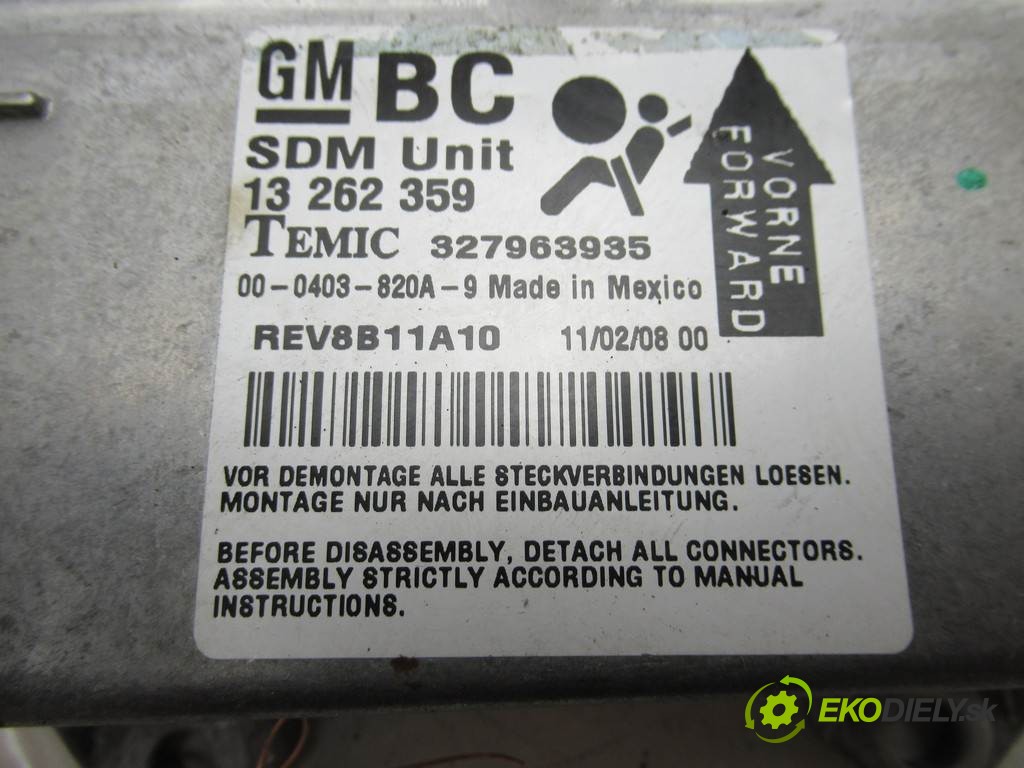 GM BC
SDM Unit
13 262 359
TEMIC 327963935
00-0403-820A-9 Made in Mexico
REV8B11A10 11/02/08 00
VORNE
FORWARD
VOR DEMONTAGE ALLE STECKVERBINDUNGEN LOESEN.
MONTAGE NUR NACH EINBAUANLEITUNG.
BEFORE DISASSEMBLY, DETACH ALL CONNECTORS.
ASSEMBLY STRICTLY ACCORDING TO MANUAL
INSTRUCTIONS.
EKODIELY.sk